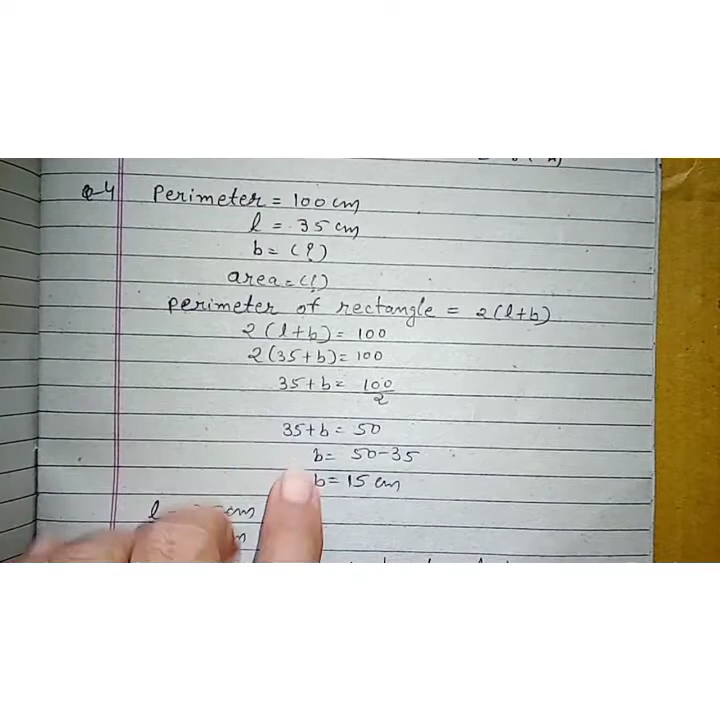 Q-4 Perimeter = 100 cm
l = 35 cm
b = (?)
area = (?)
perimeter of rectangle = 2(l+b)
2(l+b) = 100
2(35+b) = 100
35+b = 100/2
35+b = 50
b = 50-35
b = 15 cm
l = cm